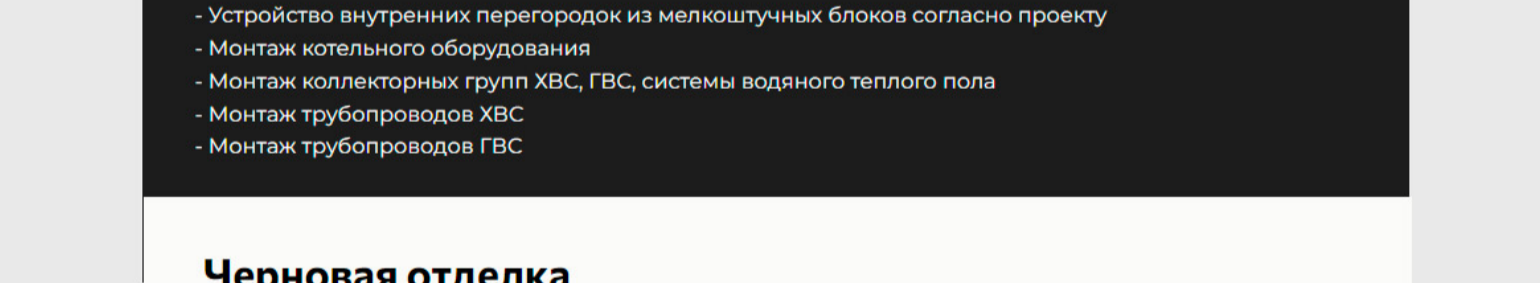 - Устройство внутренних перегородок из мелкоштучных блоков согласно проекту
- Монтаж котельного оборудования
- Монтаж коллекторных групп ХВС, ГВС, системы водяного теплого пола
- Монтаж трубопроводов ХВС
- Монтаж трубопроводов ГВС
Черновая отделка